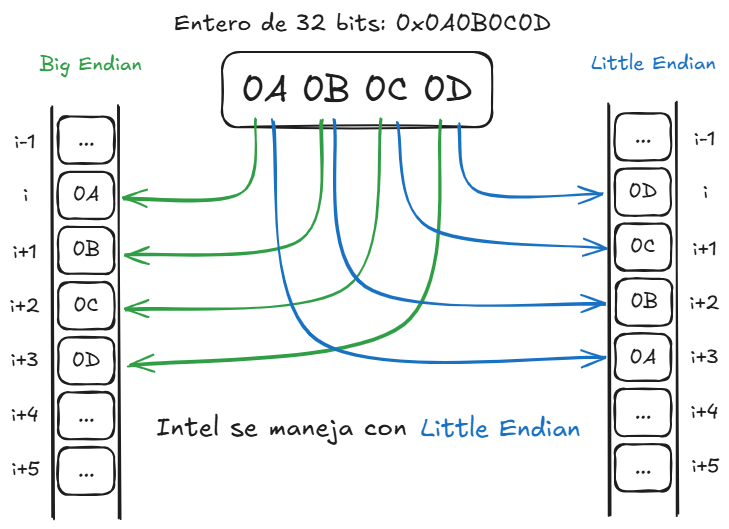 Entero de 32 bits: 0x0A0B0C0D
Big Endian
Little Endian
0A 0B 0C 0D
i-1
...
...
i-1
i
0A
0D
i
i+1
0B
0C
i+1
i+2
0C
0B
i+2
i+3
0D
0A
i+3
i+4
...
...
i+4
Intel se maneja con Little Endian
i+5
...
...
i+5